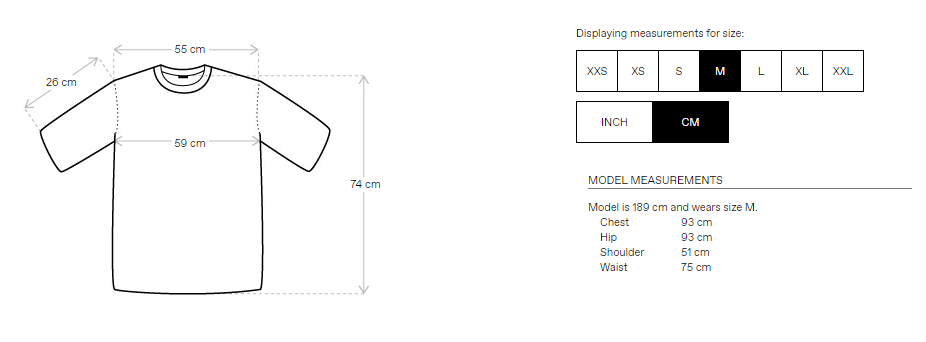 55 cm
26 cm
59 cm
74 cm
Displaying measurements for size:
XXS XS S M L XL XXL
INCH CM
MODEL MEASUREMENTS
Model is 189 cm and wears size M.
Chest 93 cm
Hip 93 cm
Shoulder 51 cm
Waist 75 cm